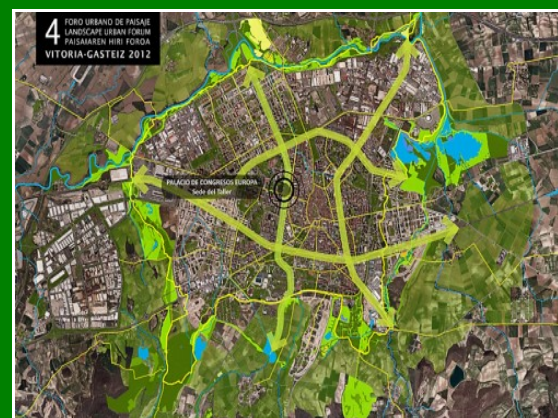 4
FORO URBANO DE PAISAJE
LANDSCAPE URBAN FORUM
PAISAIAREN HIRI FOROA
VITORIA-GASTEIZ 2012
PALACIO DE CONGRESOS EUROPA
Sede del Taller